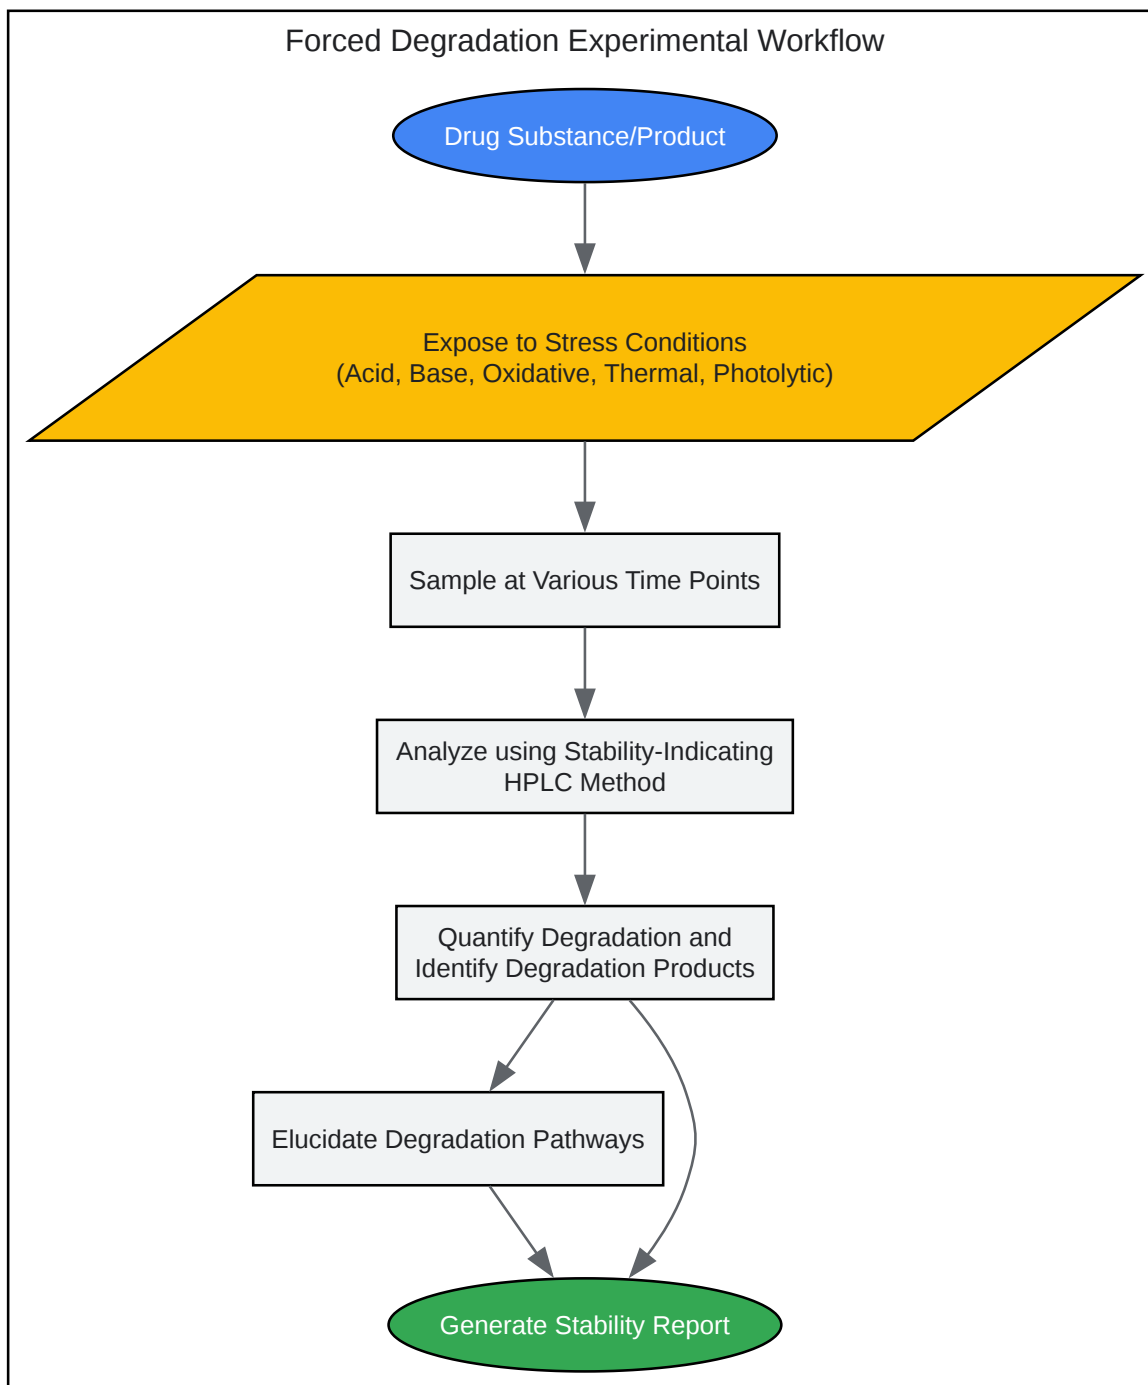 Forced Degradation Experimental Workflow
Drug Substance/Product
Expose to Stress Conditions
(Acid, Base, Oxidative, Thermal, Photolytic)
Sample at Various Time Points
Analyze using Stability-Indicating
HPLC Method
Quantify Degradation and
Identify Degradation Products
Elucidate Degradation Pathways
Generate Stability Report